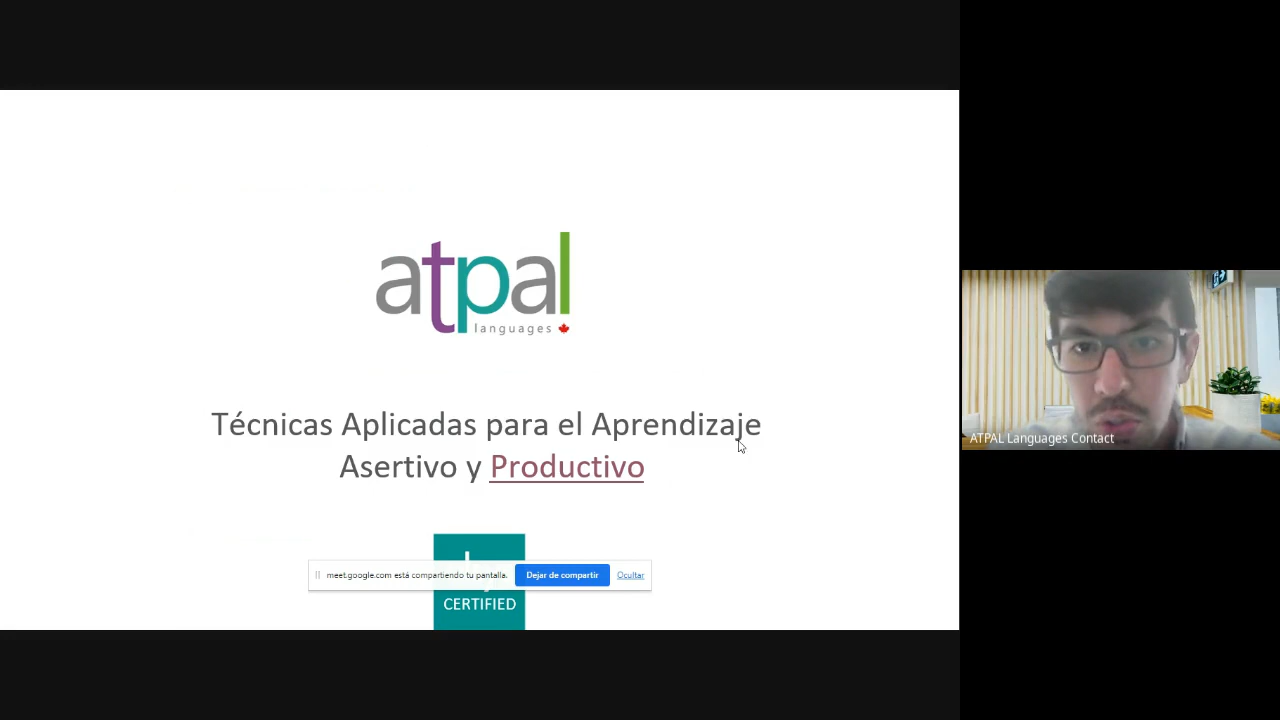 atpal
languages
Técnicas Aplicadas para el Aprendizaje
Asertivo y Productivo
meet.google.com está compartiendo tu pantalla.
Dejar de compartir
Ocultar
CERTIFIED
ATPAL Languages Contact